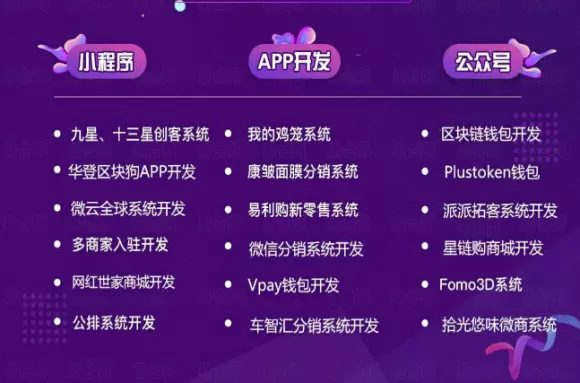 小程序
APP开发
公众号
九星、十三星创客系统
我的鸡笼系统
区块链钱包开发
华登区块狗APP开发
康皱面膜分销系统
Plustoken钱包
微云全球系统开发
易利购新零售系统
派派拓客系统开发
多商家入驻开发
微信分销系统开发
星链购商城开发
网红世家商城开发
Vpay钱包开发
Fomo3D系统
公排系统开发
车智汇分销系统开发
拾光悠味微商系统